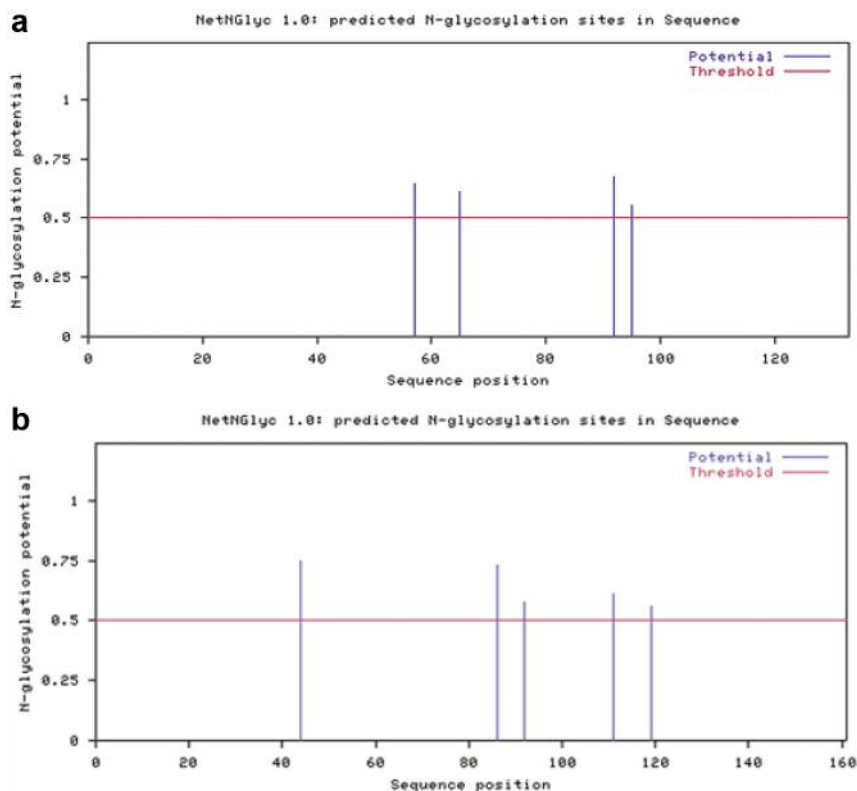 a
NetNGlyc 1.0: predicted N-glycosylation sites in Sequence
Potential
Threshold
N-glycosylation potential
1
0.75
0.5
0.25
0
0 20 40 60 80 100 120
Sequence position
b
NetNGlyc 1.0: predicted N-glycosylation sites in Sequence
Potential
Threshold
N-glycosylation potential
1
0.75
0.5
0.25
0
0 20 40 60 80 100 120 140 160
Sequence position